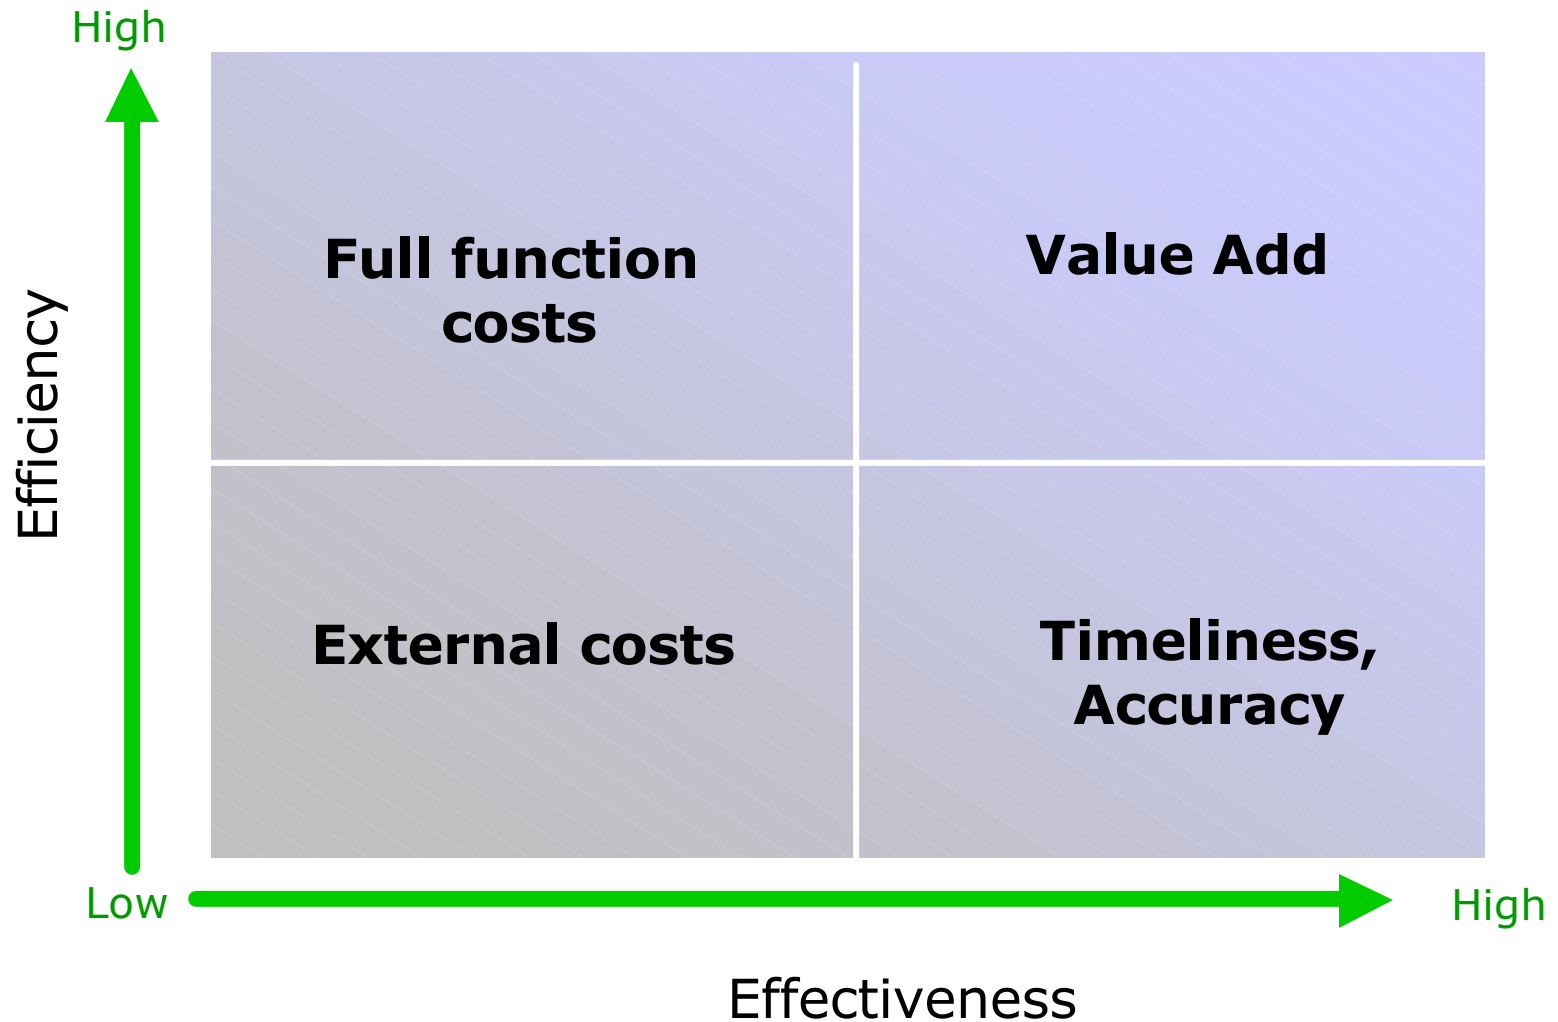 High
Full function
costs
Value Add
Efficiency
External costs
Timeliness,
Accuracy
Low
High
Effectiveness